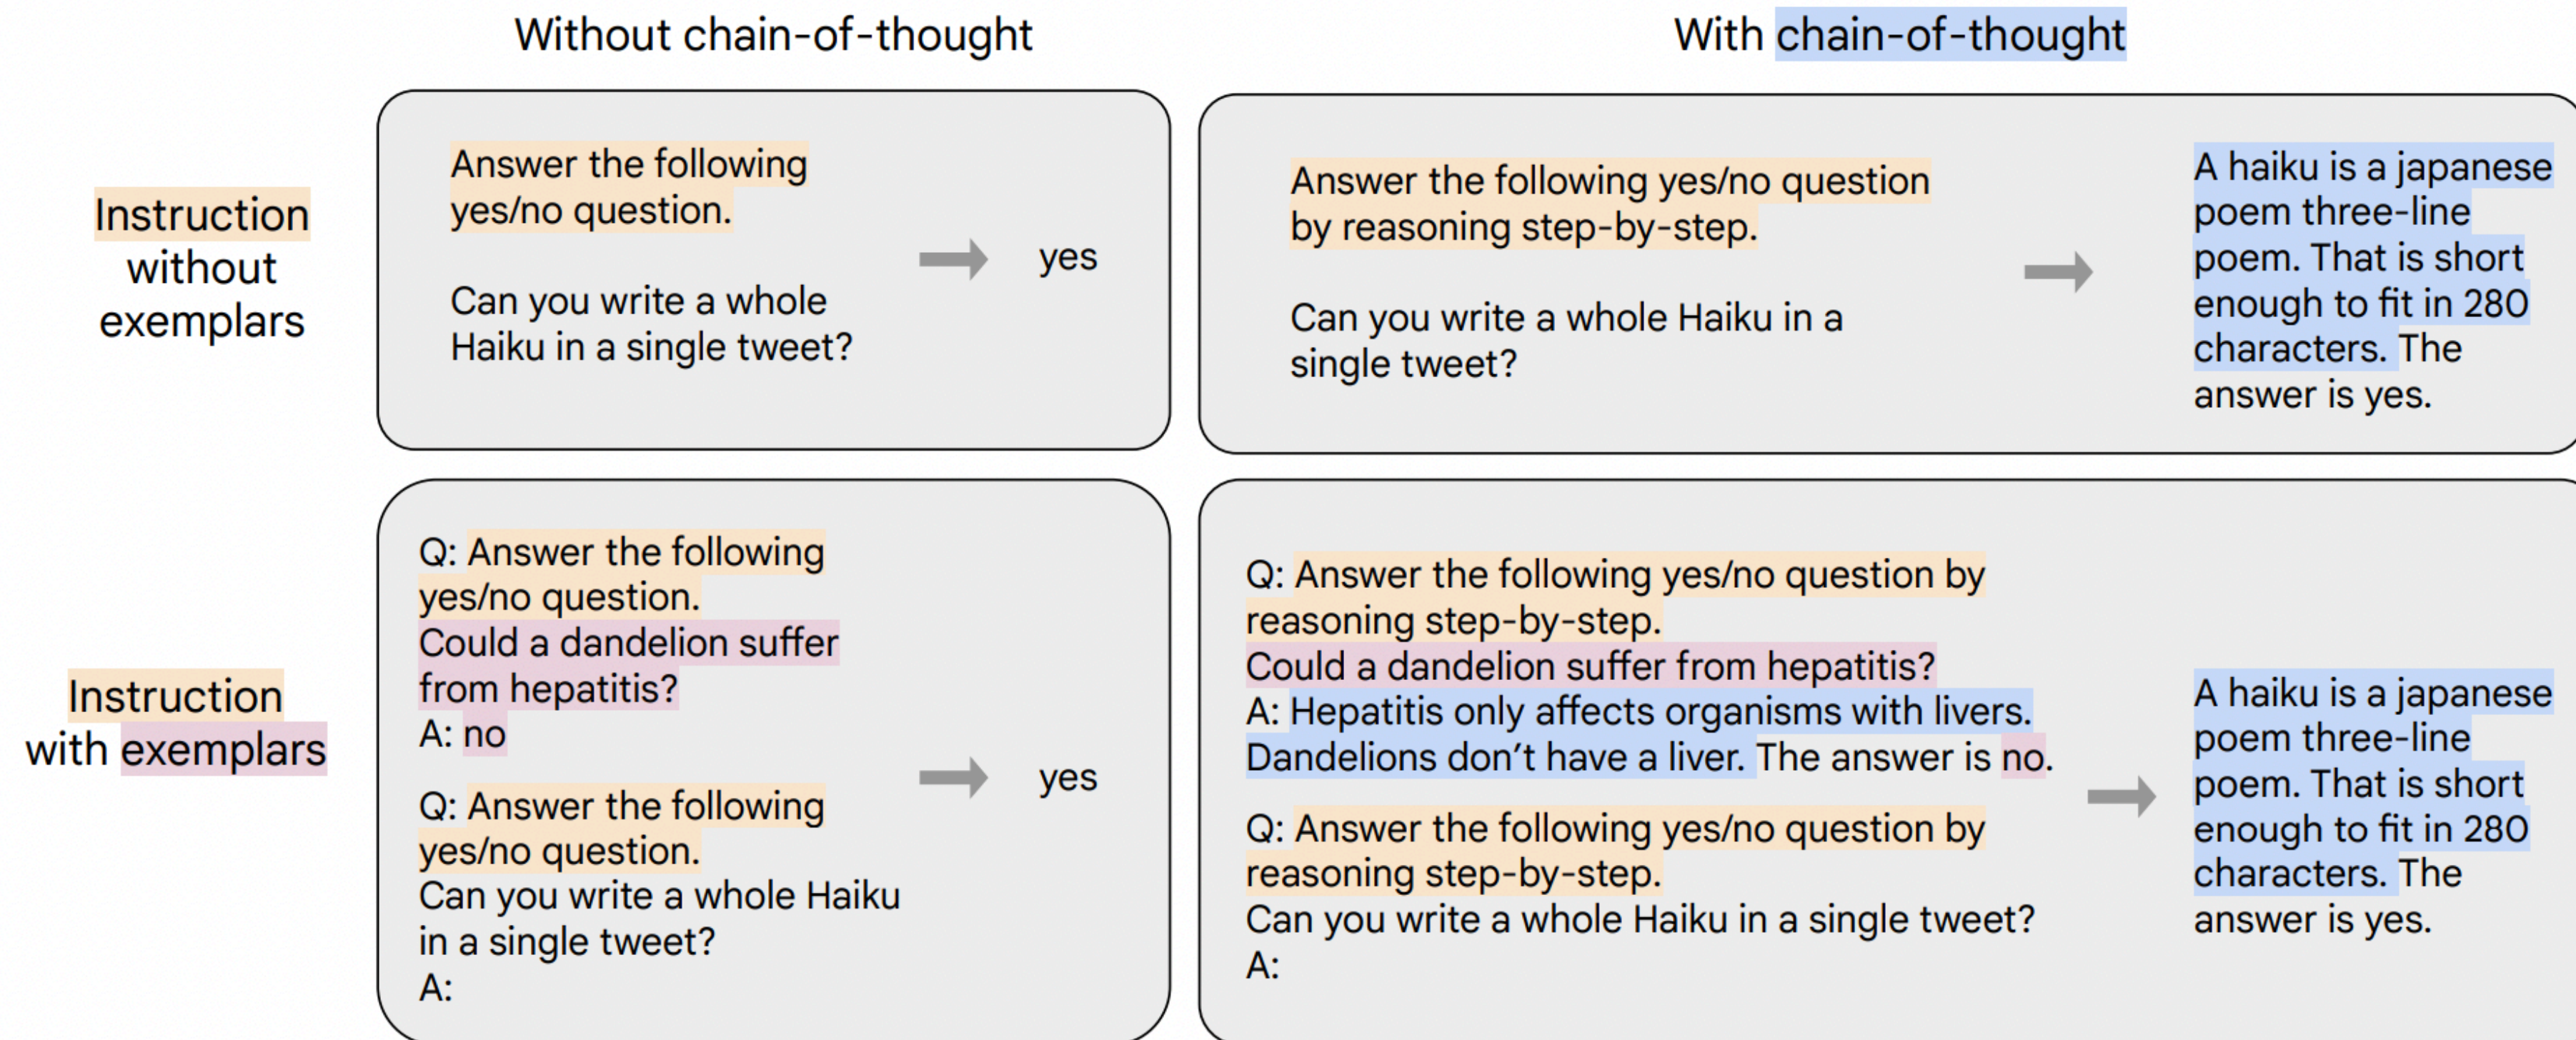 Without chain-of-thought
With chain-of-thought
Instruction
without
exemplars
Answer the following
yes/no question.
Can you write a whole
Haiku in a single tweet?
yes
Answer the following yes/no question
by reasoning step-by-step.
Can you write a whole Haiku in a
single tweet?
A haiku is a japanese
poem three-line
poem. That is short
enough to fit in 280
characters. The
answer is yes.
Instruction
with exemplars
Q: Answer the following
yes/no question.
Could a dandelion suffer
from hepatitis?
A: no
Q: Answer the following
yes/no question.
Can you write a whole Haiku
in a single tweet?
A:
yes
Q: Answer the following yes/no question by
reasoning step-by-step.
Could a dandelion suffer from hepatitis?
A: Hepatitis only affects organisms with livers.
Dandelions don’t have a liver. The answer is no.
Q: Answer the following yes/no question by
reasoning step-by-step.
Can you write a whole Haiku in a single tweet?
A:
A haiku is a japanese
poem three-line
poem. That is short
enough to fit in 280
characters. The
answer is yes.